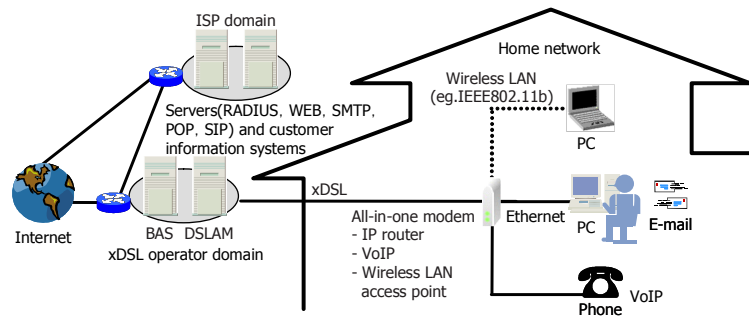 ISP domain
Servers(RADIUS, WEB, SMTP,
POP, SIP) and customer
information systems
Internet
BAS DSLAM
xDSL operator domain
Home network
Wireless LAN
(eg.IEEE802.11b)
PC
xDSL
All-in-one modem
- IP router
- VoIP
- Wireless LAN
access point
Ethernet
PC
E-mail
Phone
VoIP